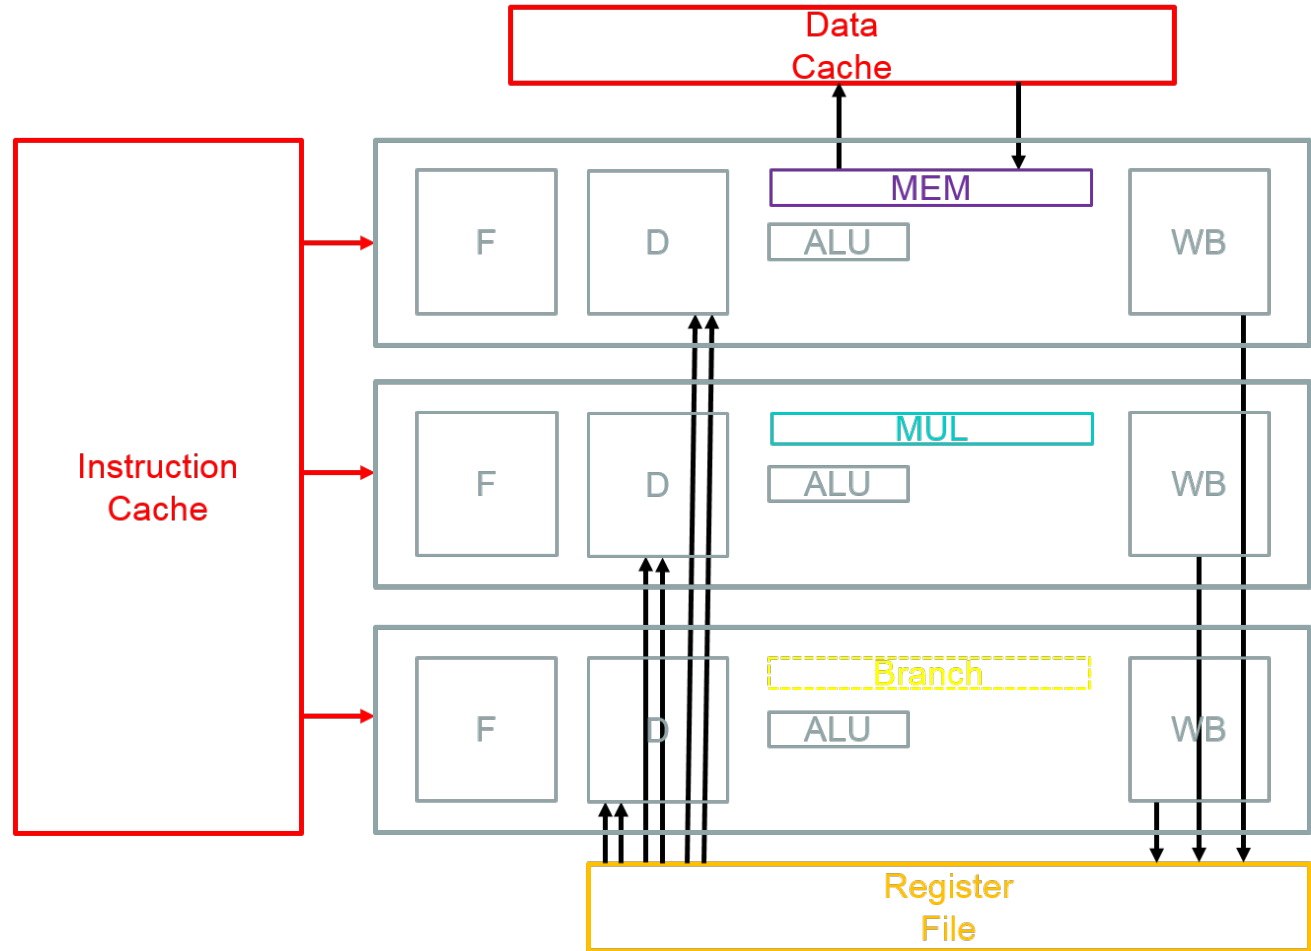 Data
Cache
MEM
F
D
ALU
WB
MUL
Instruction
Cache
F
D
ALU
WB
Branch
F
D
ALU
WB
Register
File